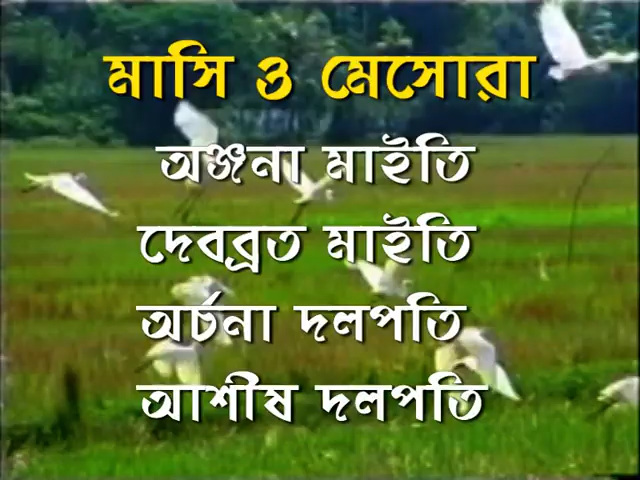 মাসি ও মেসোরা
অঞ্জনা মাইতি
দেবব্রত মাইতি
অর্চনা দলপতি
আশীষ দলপতি